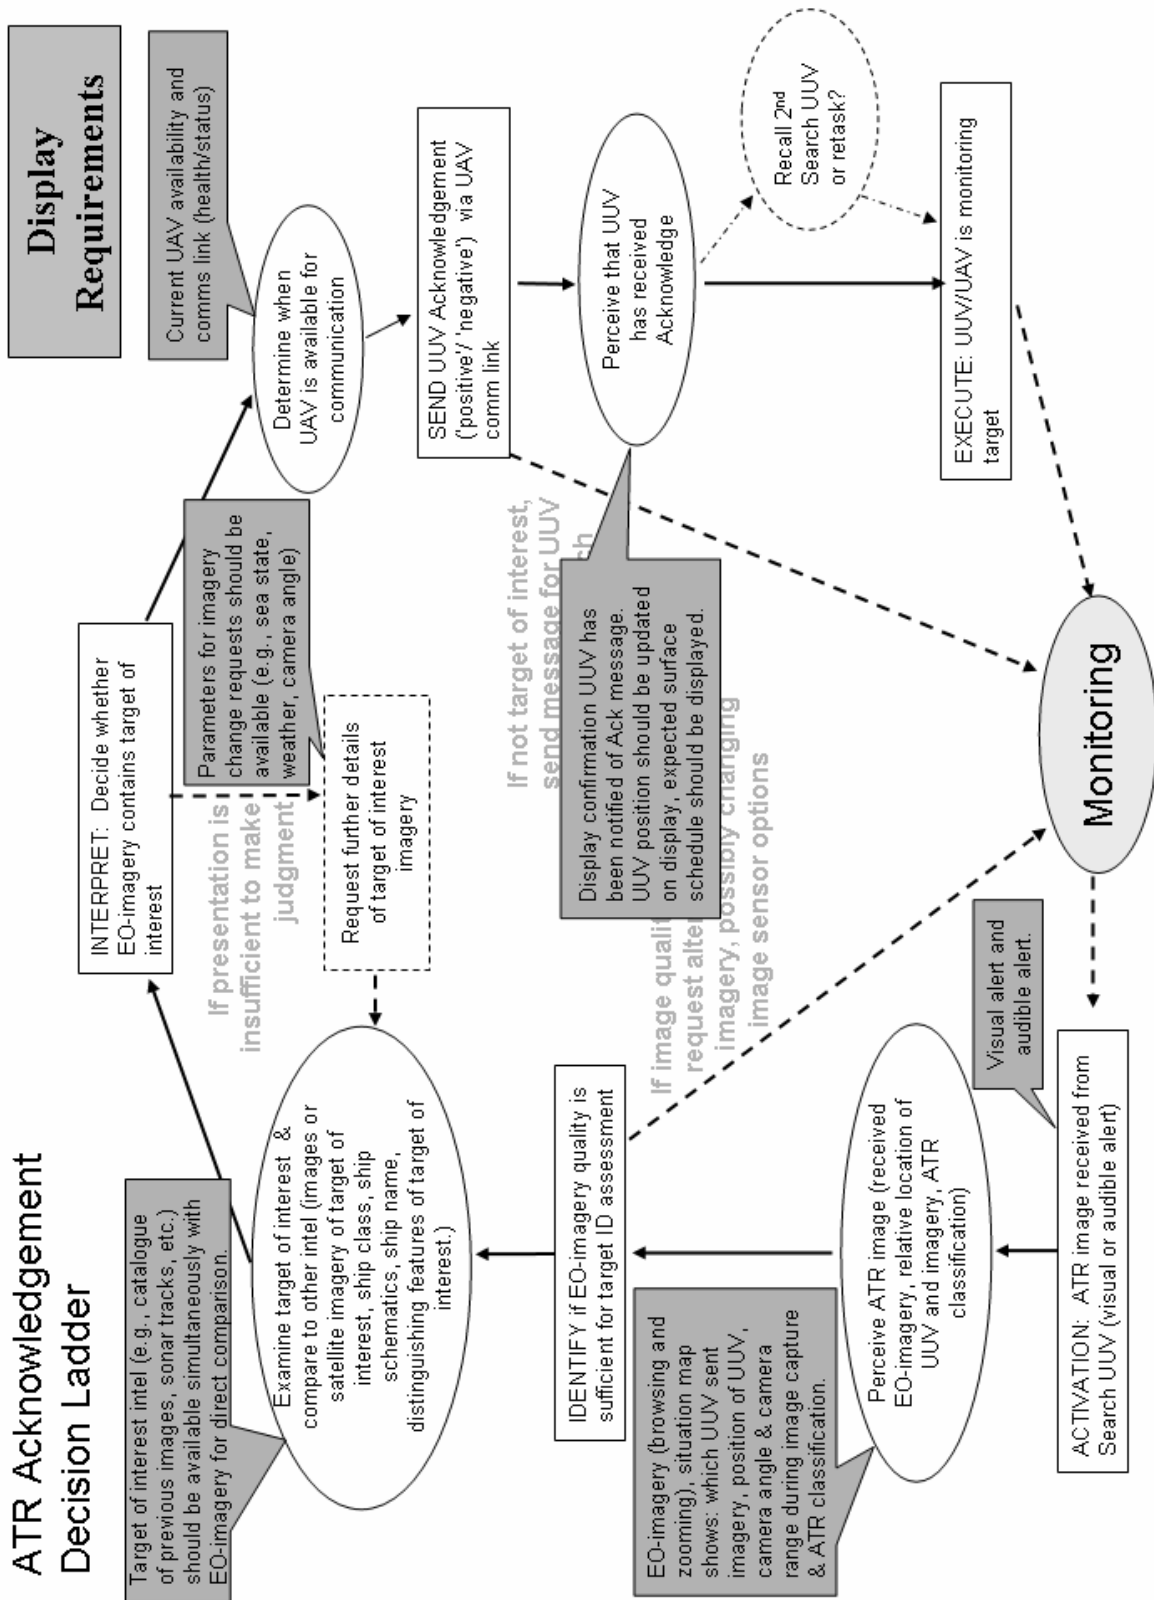 ATR Acknowledgement
Decision Ladder
Display
Requirements
Target of interest intel (e.g., catalogue
of previous images, sonar tracks, etc.)
should be available simultaneously with
EO-imagery for direct comparison.
INTERPRET: Decide whether
EO-imagery contains target of
interest
Current UAV availability and
comms link (health/status)
Parameters for imagery
change requests should be
available (e.g., sea state,
weather, camera angle)
If presentation is
insufficient to make
judgment
Examine target of interest &
compare to other intel (images or
satellite imagery of target of
interest, ship class, ship
schematics, ship name,
distinguishing features of target of
interest.)
Request further details
of target of interest
imagery
Determine when
UAV is available for
communication
SEND UUV Acknowledgement
('positive'/ 'negative') via UAV
comm link
IDENTIFY if EO-imagery quality is
sufficient for target ID assessment
If not target of interest,
send message for UUV
Display confirmation UUV has
been notified of Ack message.
UUV position should be updated
on display, expected surface
schedule should be displayed.
If image
request
imagery, possibly changing
image sensor options
Perceive that UUV
has received
Acknowledge
Recall 2nd
Search UUV
or retask?
EO-imagery (browsing and
zooming), situation map
shows: which UUV sent
imagery, position of UUV,
camera angle & camera
range during image capture
& ATR classification.
Perceive ATR image (received
EO-imagery, relative location of
UUV and imagery, ATR
classification)
Visual alert and
audible alert.
EXECUTE: UUV/UAV is monitoring
target
ACTIVATION: ATR image received from
Search UUV (visual or audible alert)
Monitoring